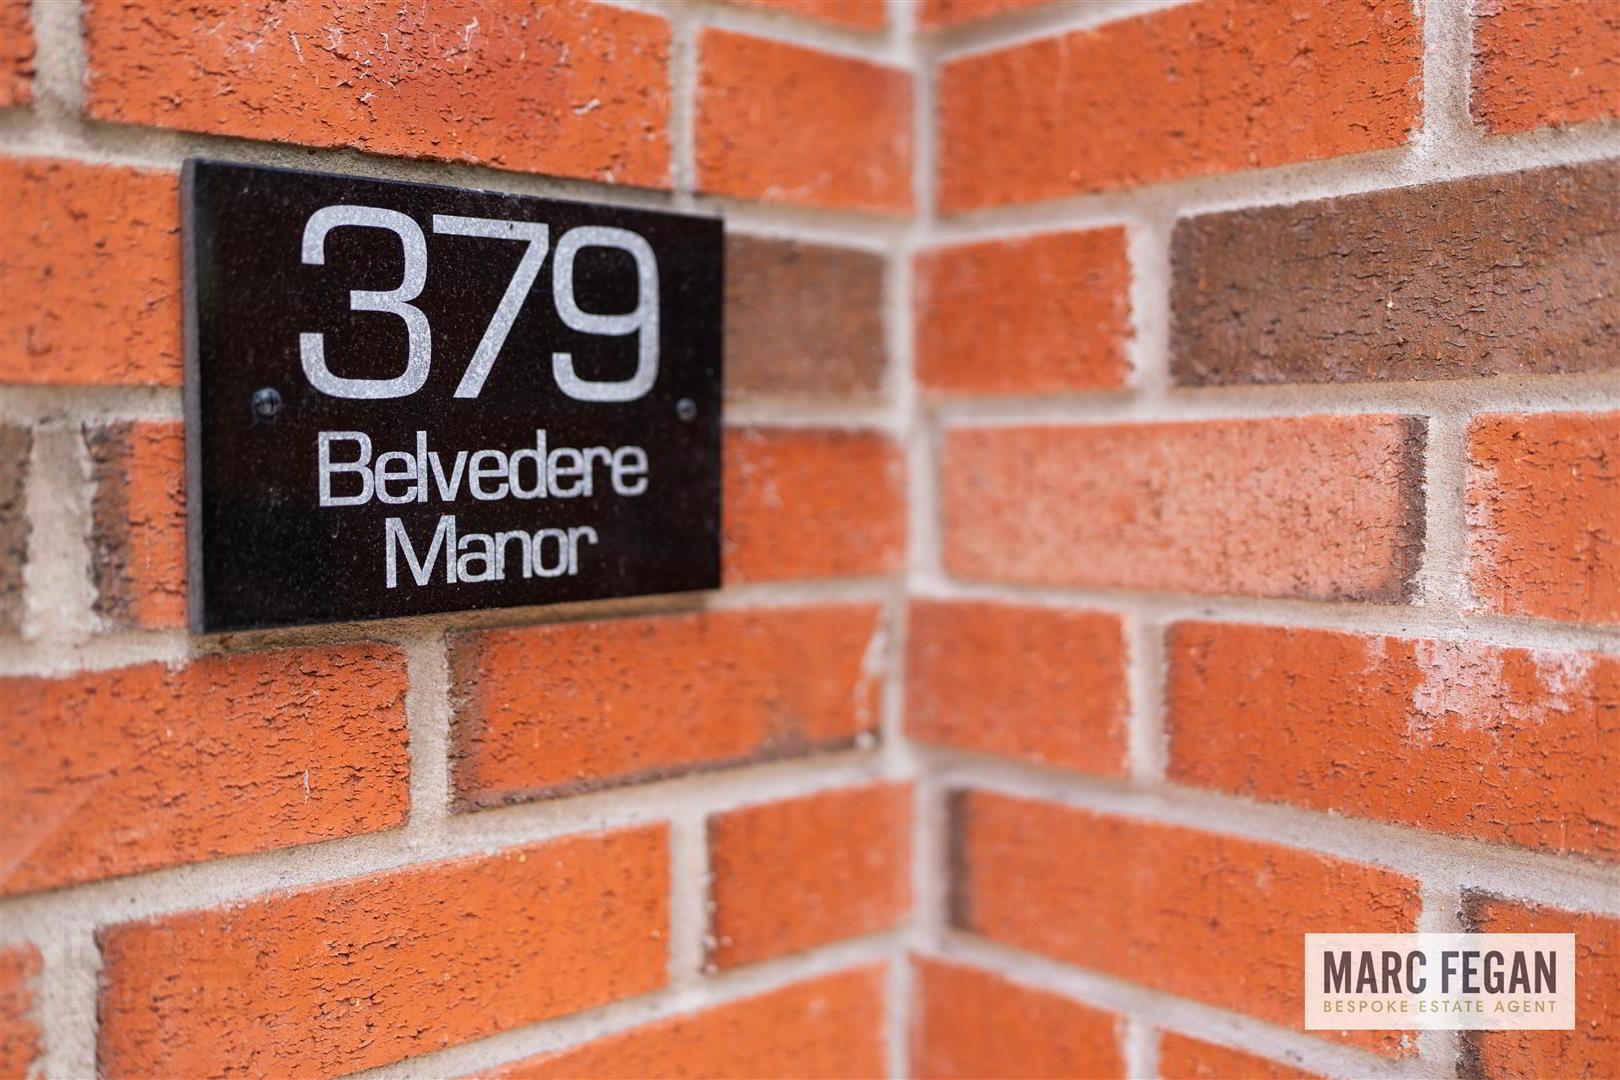 379
Belvedere
Manor
MARC FEGAN
BESPOKE ESTATE AGENT